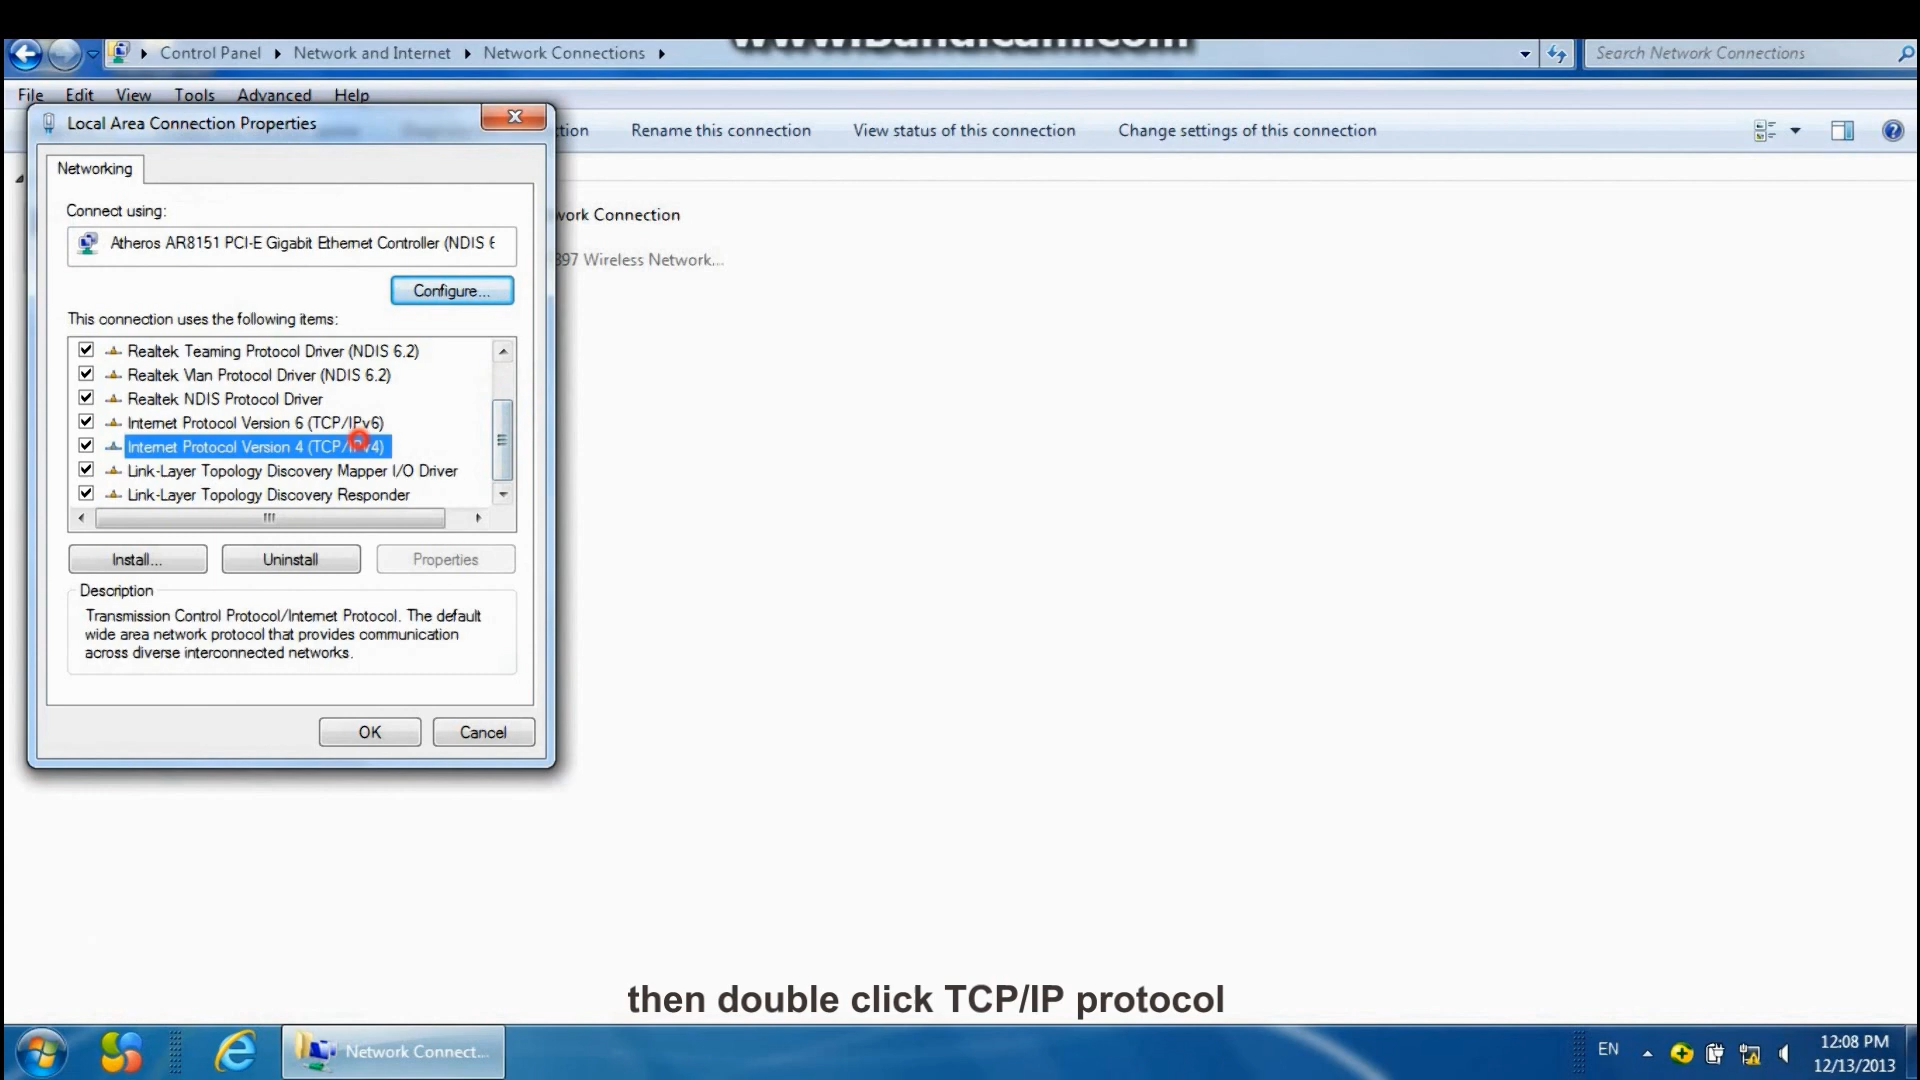 www.Bandicam.com
Control Panel
Network and Internet
Network Connections
Search Network Connections
File
Edit
View
Tools
Advanced
Help
Local Area Connection Properties
Rename this connection
View status of this connection
Change settings of this connection
Networking
Connect using:
Atheros AR8151 PCI-E Gigabit Ethernet Controller (NDIS 6
work Connection
397 Wireless Network...
Configure...
This connection uses the following items:
Realtek Teaming Protocol Driver (NDIS 6.2)
Realtek Vlan Protocol Driver (NDIS 6.2)
Realtek NDIS Protocol Driver
Internet Protocol Version 6 (TCP/IPv6)
Internet Protocol Version 4 (TCP/IPv4)
Link-Layer Topology Discovery Mapper I/O Driver
Link-Layer Topology Discovery Responder
Install...
Uninstall
Properties
Description
Transmission Control Protocol/Internet Protocol. The default
wide area network protocol that provides communication
across diverse interconnected networks.
OK
Cancel
then double click TCP/IP protocol
Network Connect...
EN
12:08 PM
12/13/2013